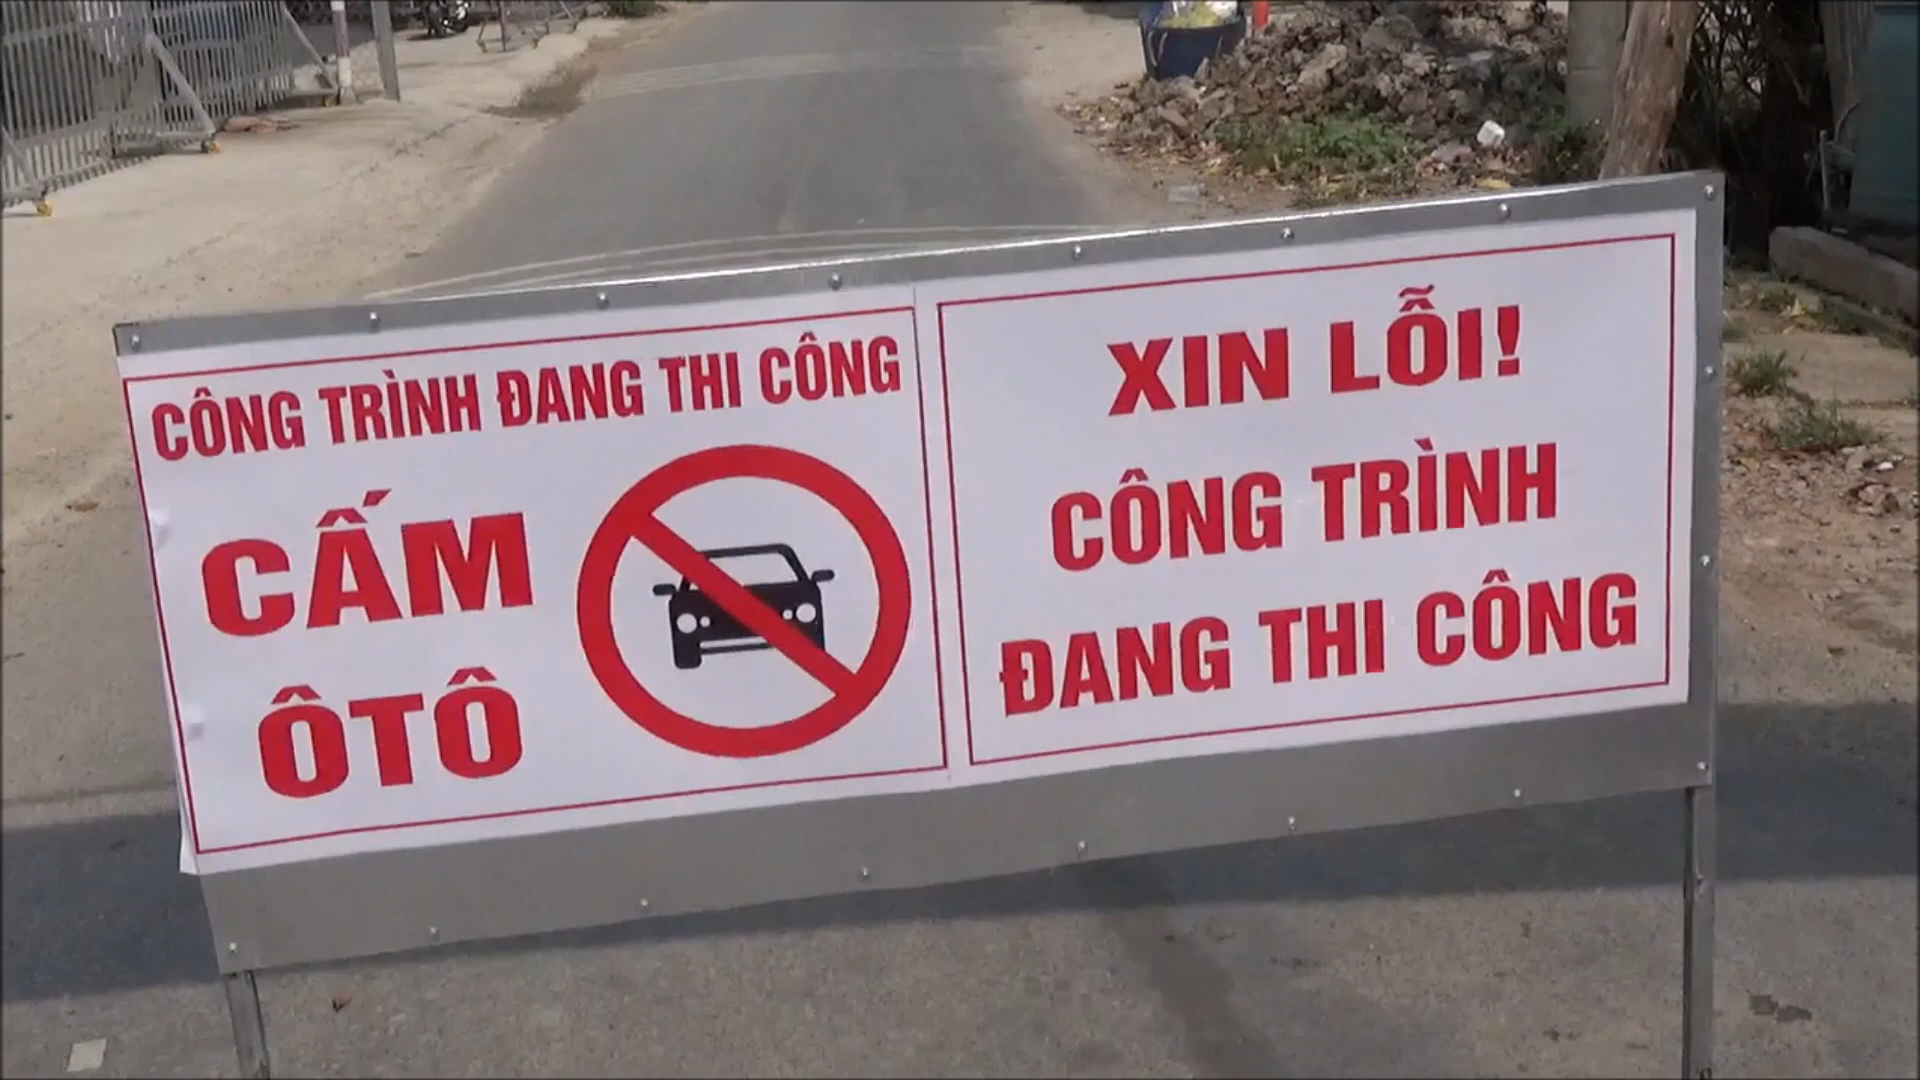 CÔNG TRÌNH ĐANG THI CÔNG
CẤM
ÔTÔ
XIN LỖI!
CÔNG TRÌNH
ĐANG THI CÔNG